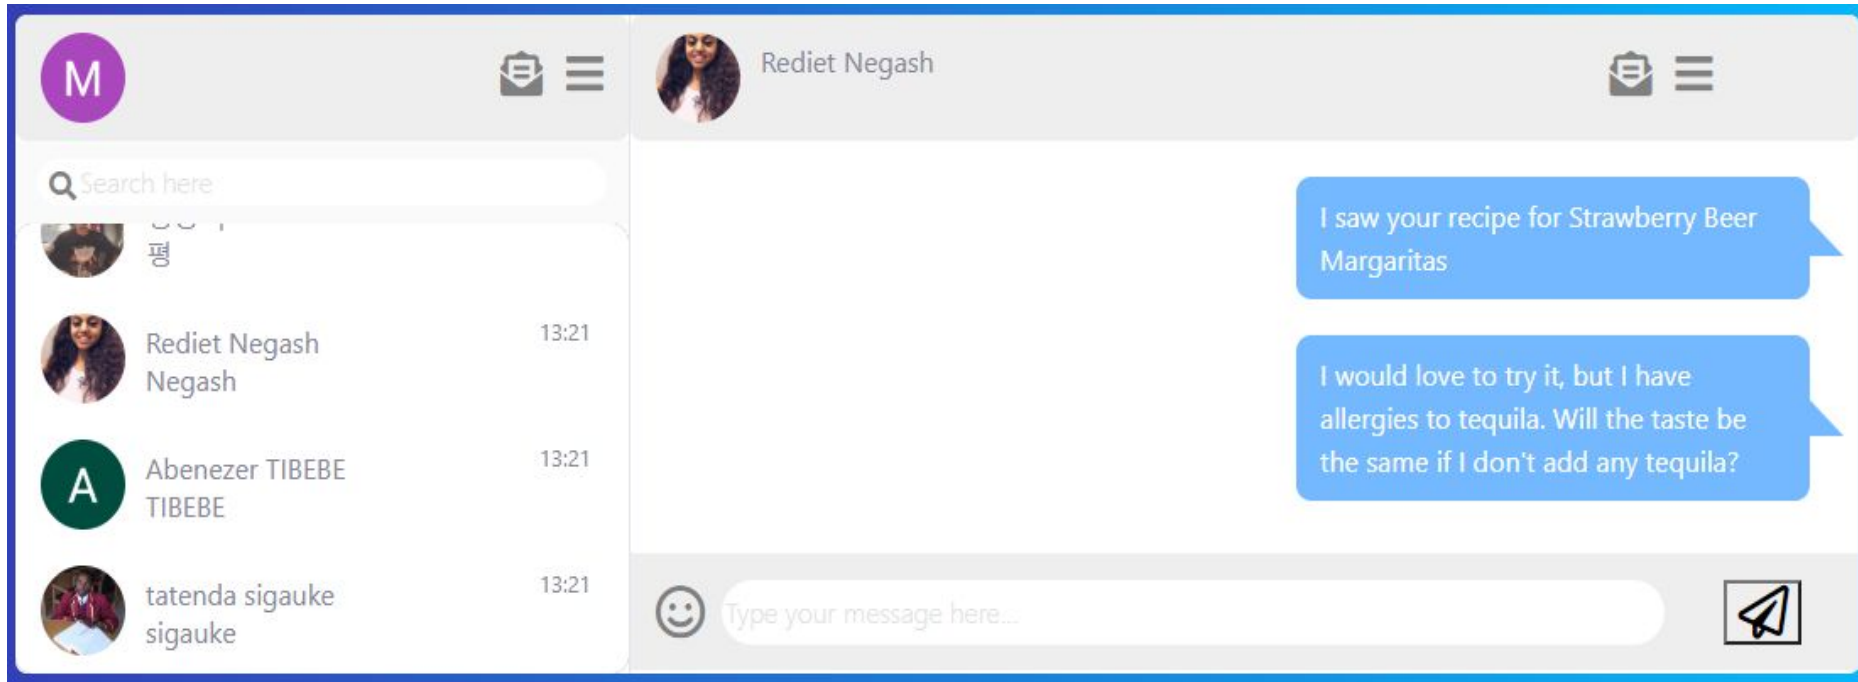 M
Search here
평
Rediet Negash
13:21
Negash
A
Abenezer TIBEBE
13:21
TIBEBE
tatenda sigauke
13:21
sigauke
Rediet Negash
I saw your recipe for Strawberry Beer
Margaritas
I would love to try it, but I have
allergies to tequila. Will the taste be
the same if I don't add any tequila?
Type your message here...